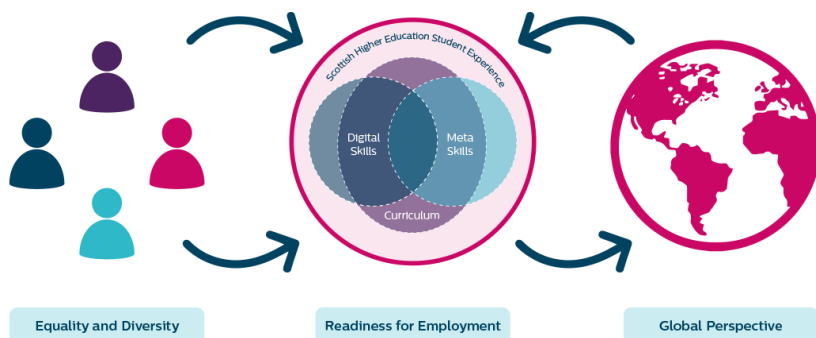 Scottish Higher Education Student Experience
Digital
Skills
Meta
Skills
Curriculum
Equality and Diversity
Readiness for Employment
Global Perspective